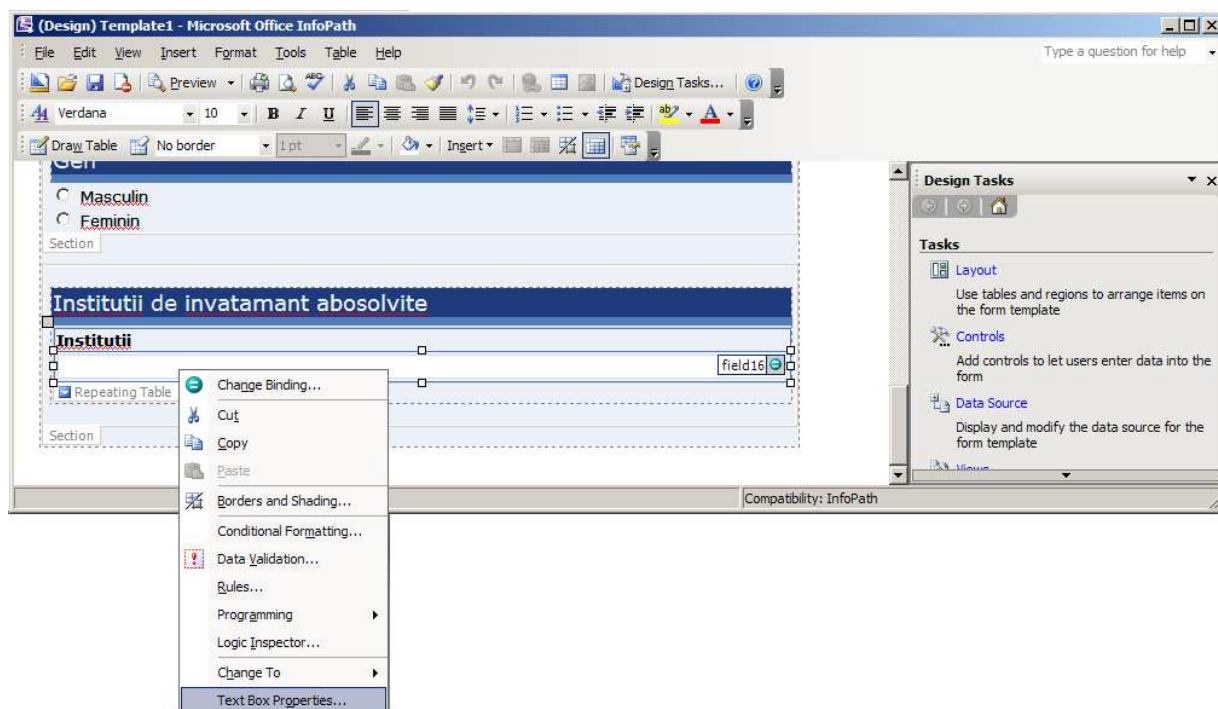 (Design) Template1 - Microsoft Office InfoPath
File Edit View Insert Format Tools Table Help
Type a question for help
Preview
Design Tasks...
Verdana 10 B I U
Draw Table No border 1 pt Insert
Gen
Masculin
Feminin
Section
Institutii de invatamant abosolvite
Institutii
field16
Repeating Table
Section
Change Binding...
Cut
Copy
Paste
Borders and Shading...
Conditional Formatting...
Data Validation...
Rules...
Programming
Logic Inspector...
Change To
Text Box Properties...
Design Tasks
Tasks
Layout
Use tables and regions to arrange items on
the form template
Controls
Add controls to let users enter data into the
form
Data Source
Display and modify the data source for the
form template
Views
Compatibility: InfoPath